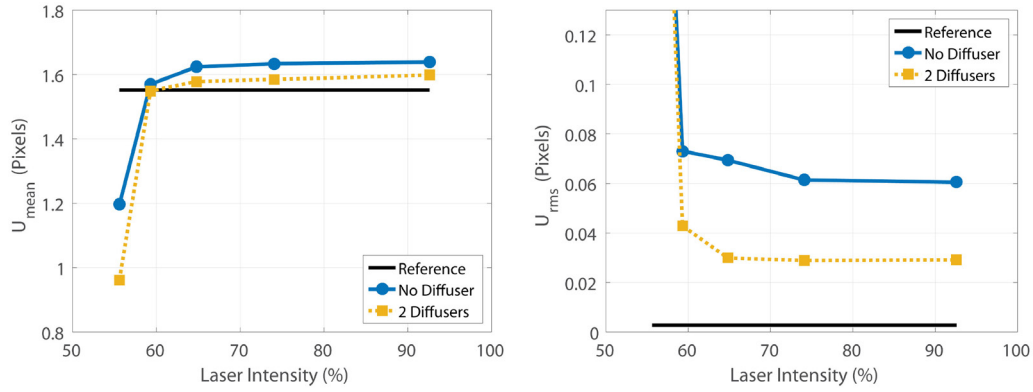 1.8
1.6
1.4
1.2
1
0.8
U_mean (Pixels)
50 60 70 80 90 100
Laser Intensity (%)
Reference
No Diffuser
2 Diffusers
0.12
0.1
0.08
0.06
0.04
0.02
0
U_rms (Pixels)
50 60 70 80 90 100
Laser Intensity (%)
Reference
No Diffuser
2 Diffusers